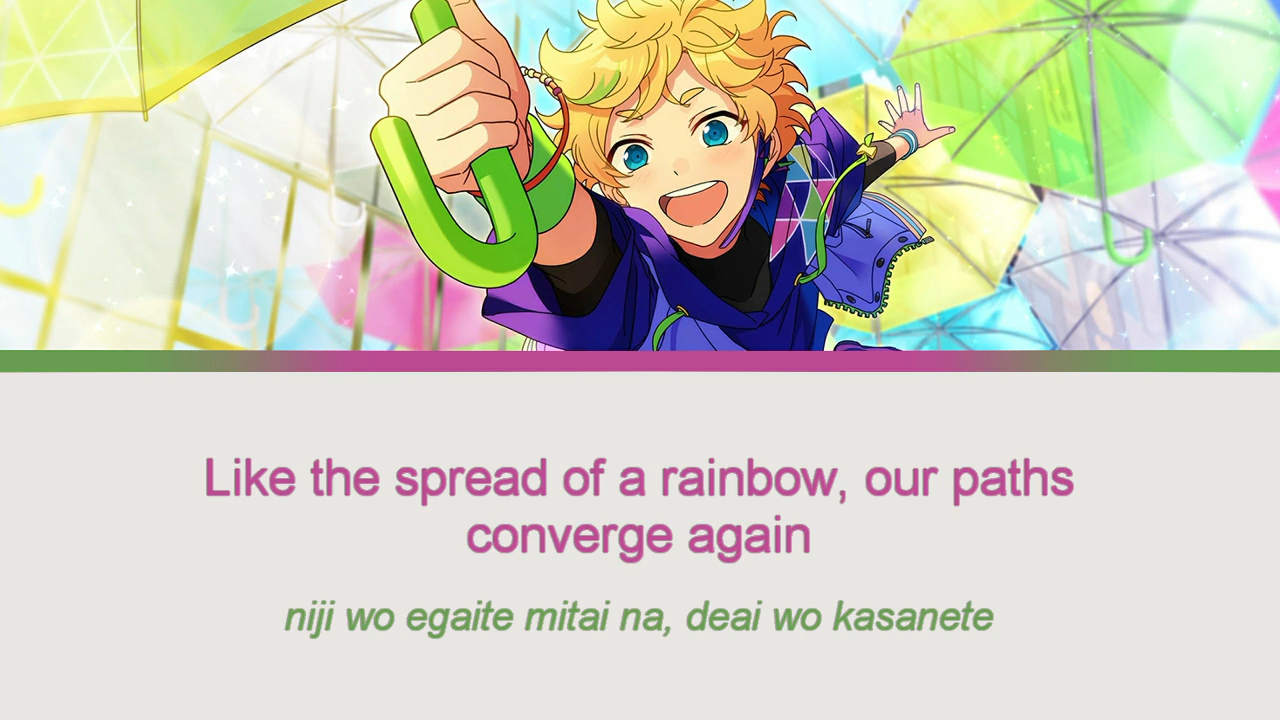 Like the spread of a rainbow, our paths
converge again
niji wo egaite mitai na, deai wo kasanete